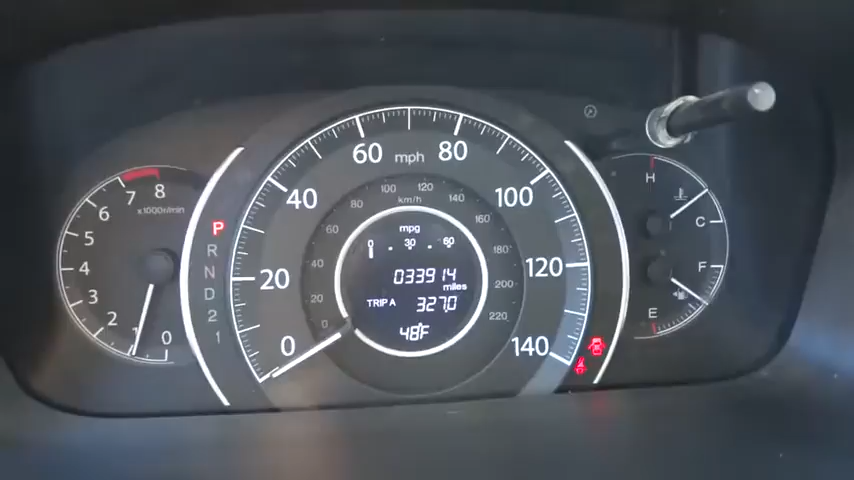 8
7
6
5
4
3
2
1
0
x1000r/min
P
R
N
D
2
1
0
20
40
60
mph
80
100
120
140
0
20
40
60
80
100
120
140
160
180
200
220
km/h
mpg
0 . 30 . 60
033914
miles
TRIP A 327.0
48°F
H
C
F
E